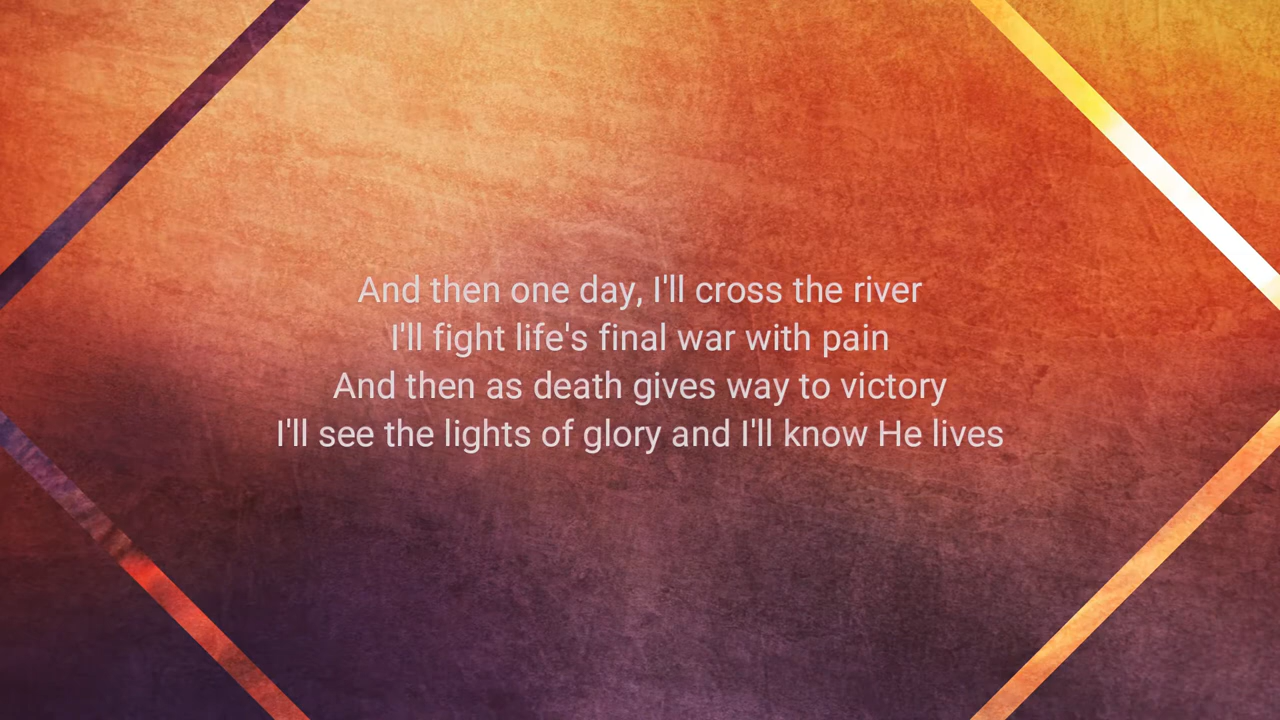 And then one day, I'll cross the river
I'll fight life's final war with pain
And then as death gives way to victory
I'll see the lights of glory and I'll know He lives